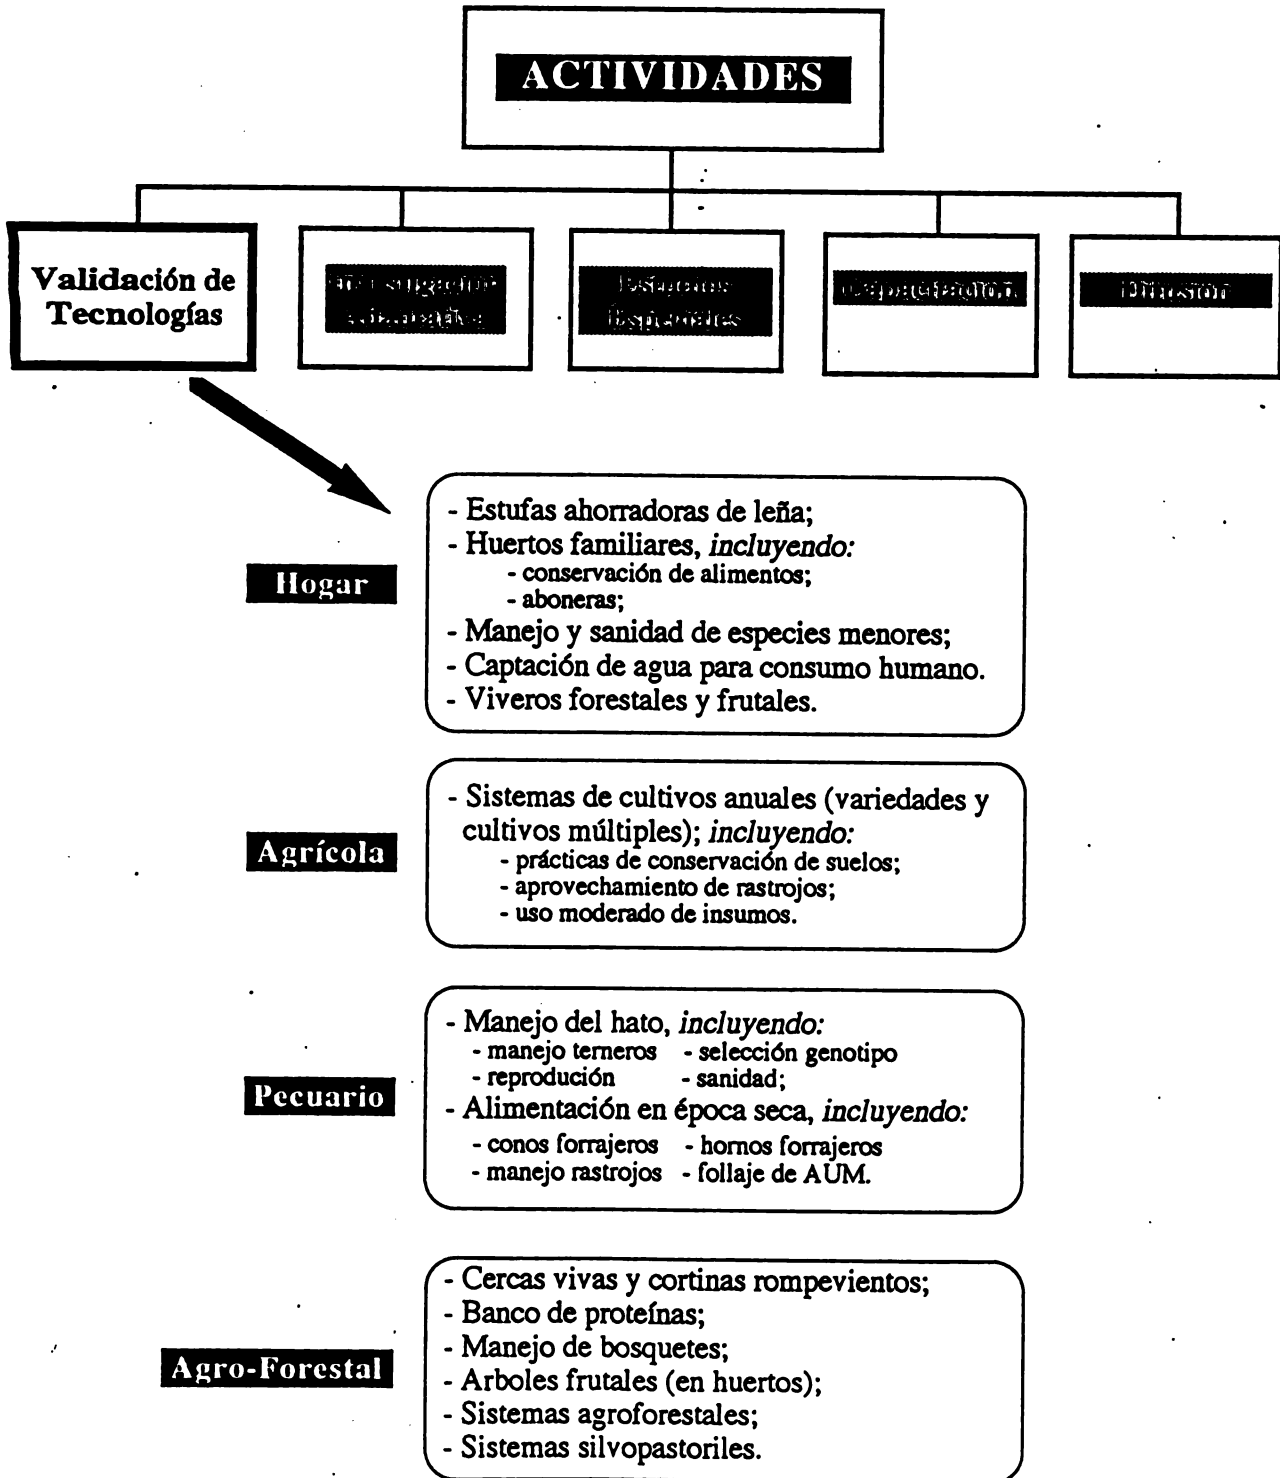 ACTIVIDADES
Validación de
Tecnologías
Estudios
Especiales
Capacitación
Difusión
Hogar
- Estufas ahorradoras de leña;
- Huertos familiares, incluyendo:
- conservación de alimentos;
- aboneras;
- Manejo y sanidad de especies menores;
- Captación de agua para consumo humano.
- Viveros forestales y frutales.
Agrícola
- Sistemas de cultivos anuales (variedades y
cultivos múltiples); incluyendo:
- prácticas de conservación de suelos;
- aprovechamiento de rastrojos;
- uso moderado de insumos.
Pecuario
- Manejo del hato, incluyendo:
- manejo terneros - selección genotipo
- reprodución - sanidad;
- Alimentación en época seca, incluyendo:
- conos forrajeros - hornos forrajeros
- manejo rastrojos - follaje de AUM.
Agro-Forestal
- Cercas vivas y cortinas rompevientos;
- Banco de proteínas;
- Manejo de bosquetes;
- Arboles frutales (en huertos);
- Sistemas agroforestales;
- Sistemas silvopastoriles.